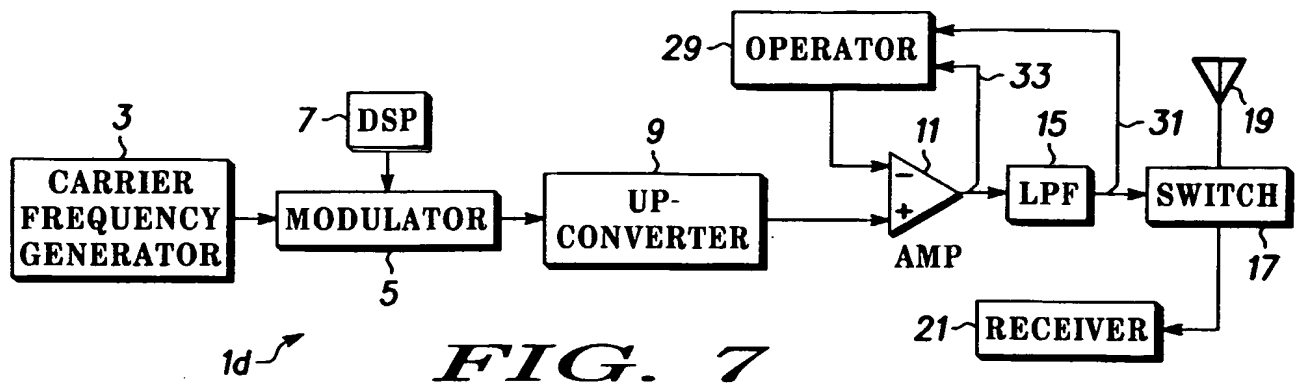 29
OPERATOR
33
31
19
3
7
DSP
9
11
15
CARRIER
FREQUENCY
GENERATOR
MODULATOR
5
UP-
CONVERTER
−
+
AMP
LPF
SWITCH
17
21
RECEIVER
1d
FIG. 7